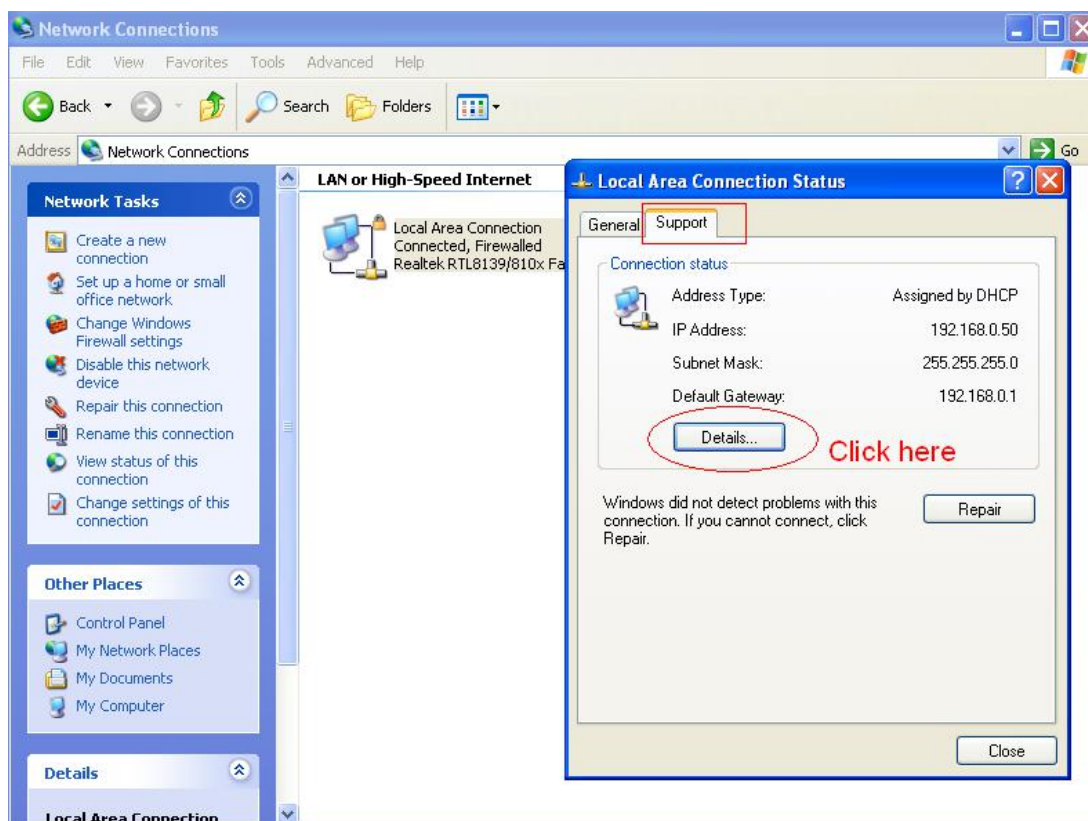 Network Connections
File Edit View Favorites Tools Advanced Help
Back Search Folders
Address Network Connections Go
Network Tasks
Create a new
connection
Set up a home or small
office network
Change Windows
Firewall settings
Disable this network
device
Repair this connection
Rename this connection
View status of this
connection
Change settings of this
connection
Other Places
Control Panel
My Network Places
My Documents
My Computer
Details
Local Area Connection
LAN or High-Speed Internet
Local Area Connection
Connected, Firewalled
Realtek RTL8139/810x Fa
Local Area Connection Status
General Support
Connection status
Address Type: Assigned by DHCP
IP Address: 192.168.0.50
Subnet Mask: 255.255.255.0
Default Gateway: 192.168.0.1
Details... Click here
Windows did not detect problems with this
connection. If you cannot connect, click
Repair.
Repair
Close